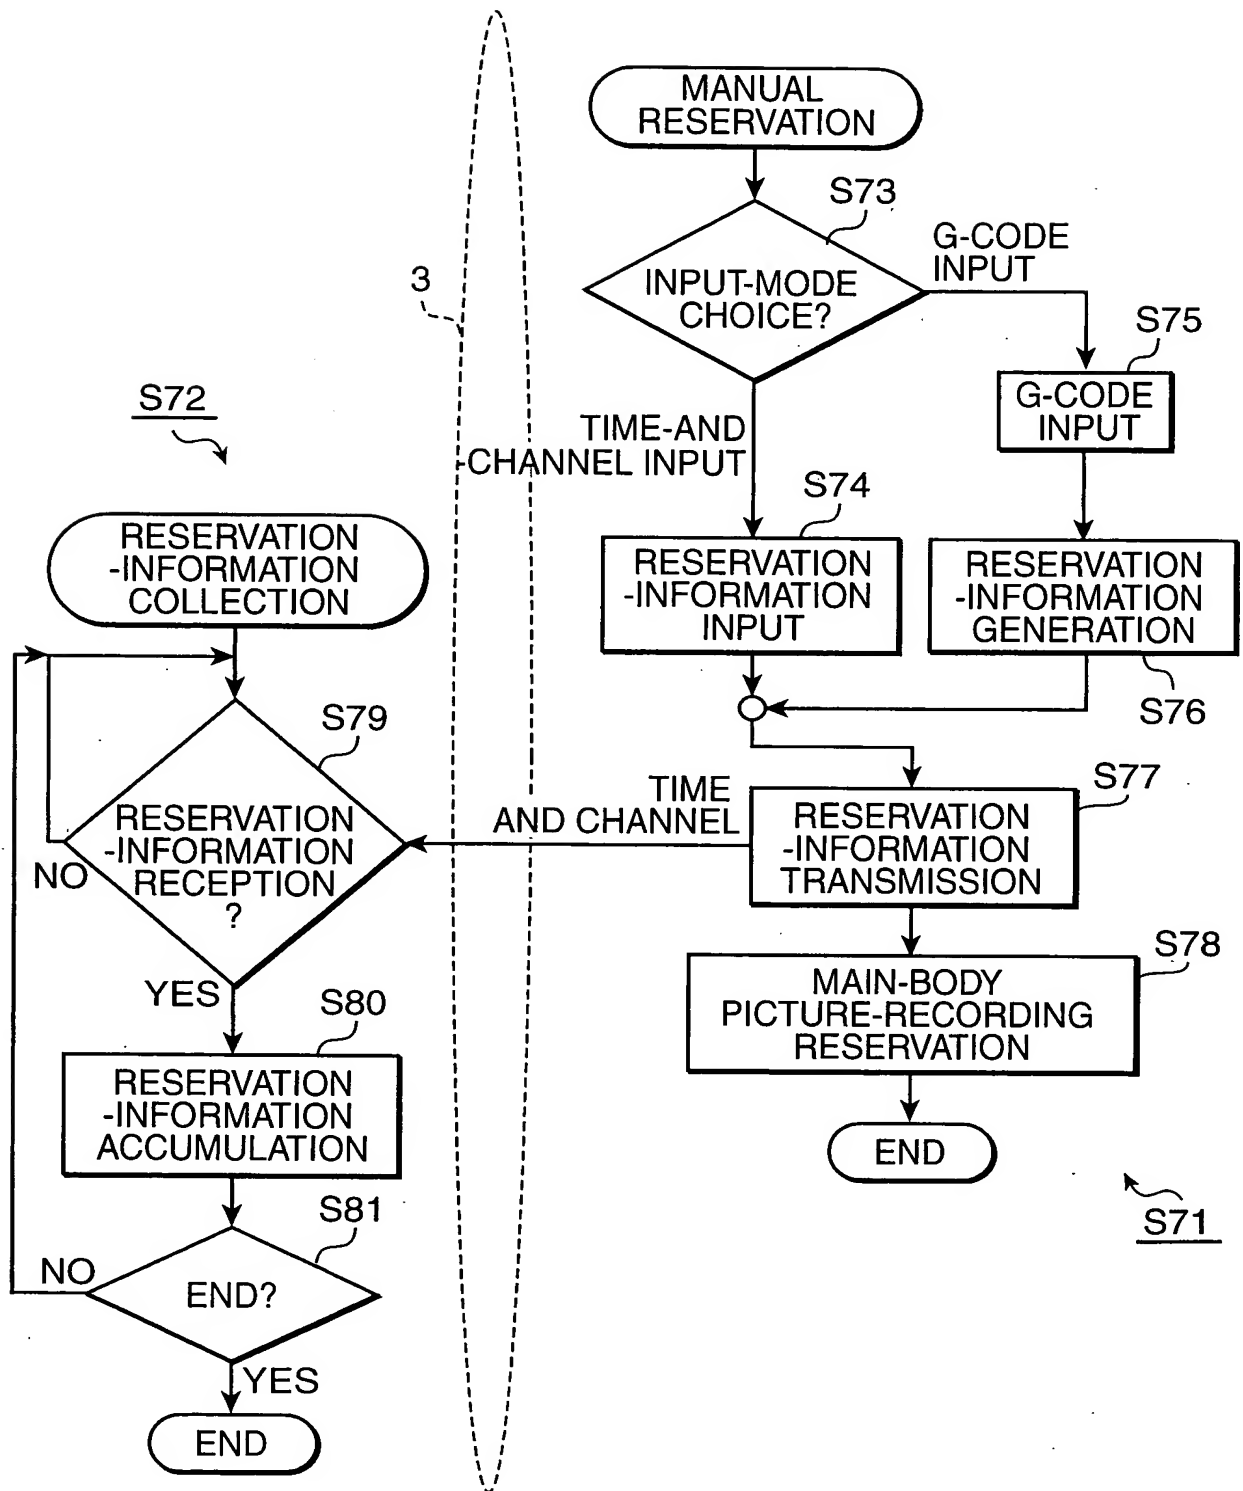 MANUAL
RESERVATION
S73
INPUT-MODE
CHOICE?
G-CODE
INPUT
S75
G-CODE
INPUT
TIME-AND
-CHANNEL INPUT
S74
RESERVATION
-INFORMATION
INPUT
RESERVATION
-INFORMATION
GENERATION
S76
S77
RESERVATION
-INFORMATION
TRANSMISSION
TIME
AND CHANNEL
S78
MAIN-BODY
PICTURE-RECORDING
RESERVATION
END
S71
3
S72
RESERVATION
-INFORMATION
COLLECTION
S79
RESERVATION
-INFORMATION
RECEPTION
?
NO
YES
S80
RESERVATION
-INFORMATION
ACCUMULATION
S81
END?
NO
YES
END